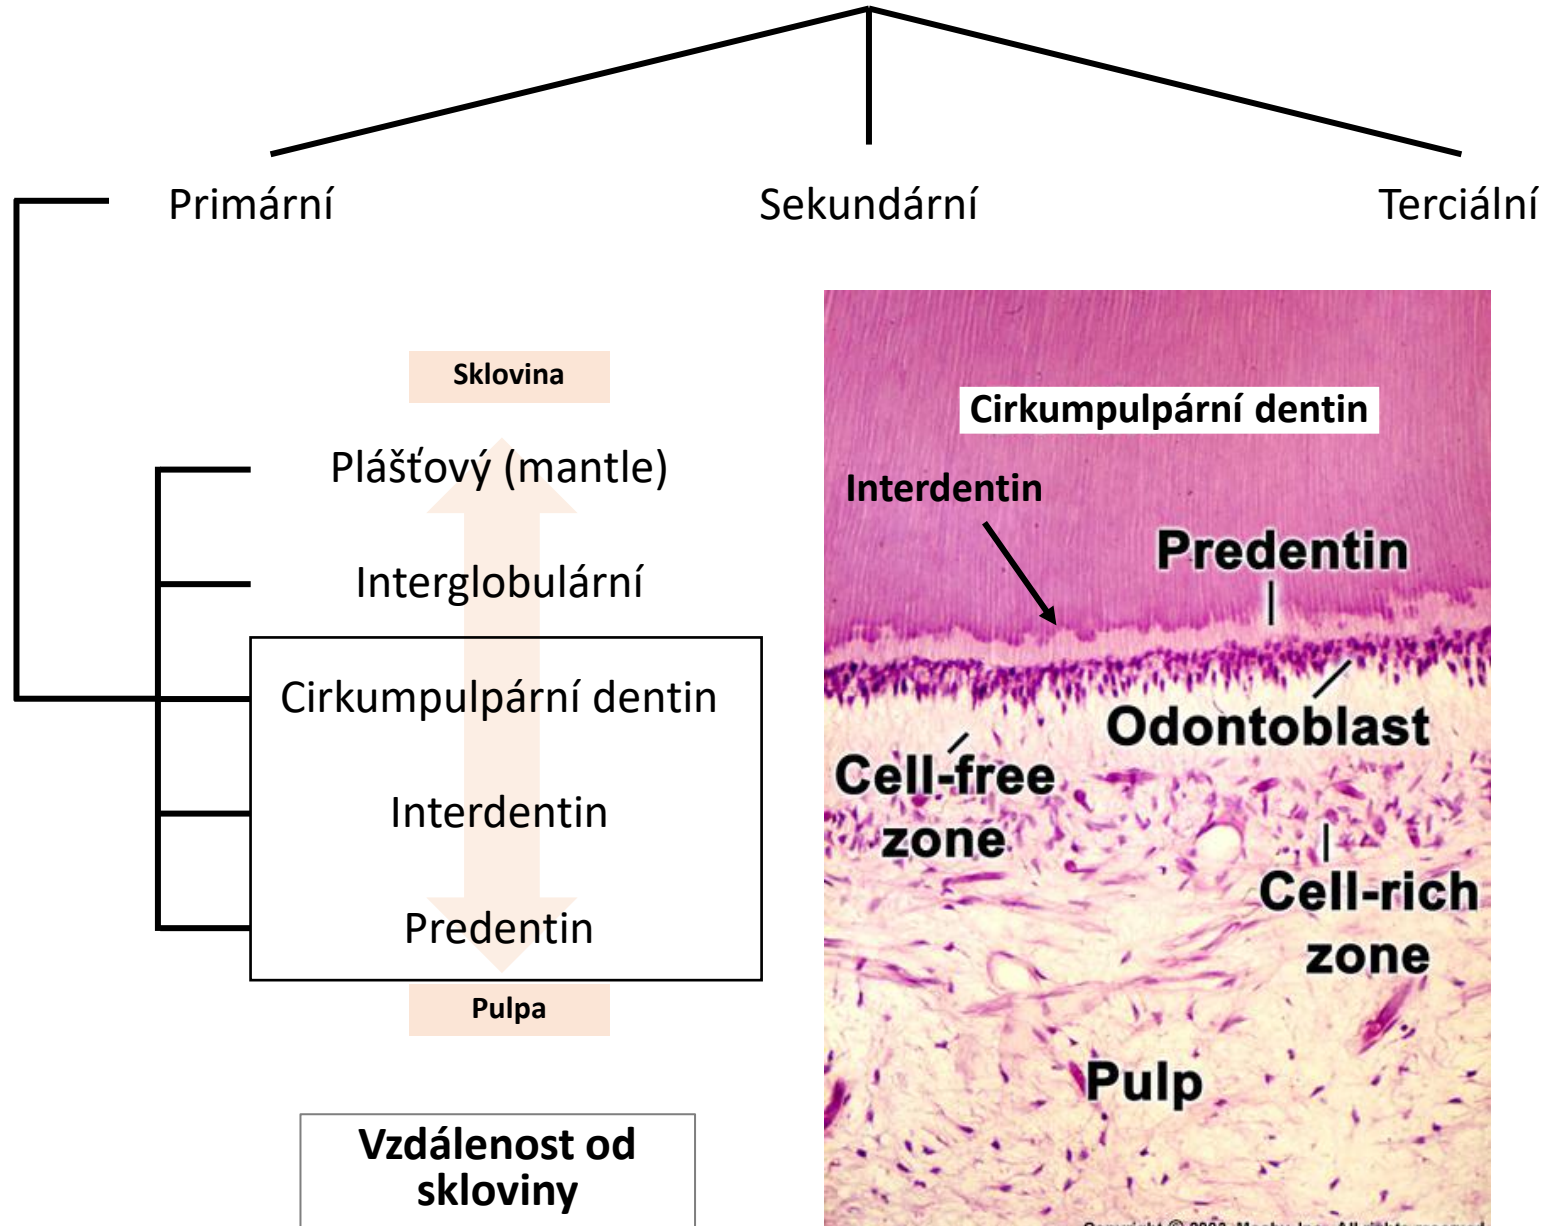 Primární
Sekundární
Terciální
Sklovina
Plášťový (mantle)
Interglobulární
Cirkumpulpární dentin
Interdentin
Predentin
Pulpa
Vzdálenost od
skloviny
Cirkumpulpární dentin
Interdentin
Predentin
Odontoblast
Cell-free
zone
Cell-rich
zone
Pulp